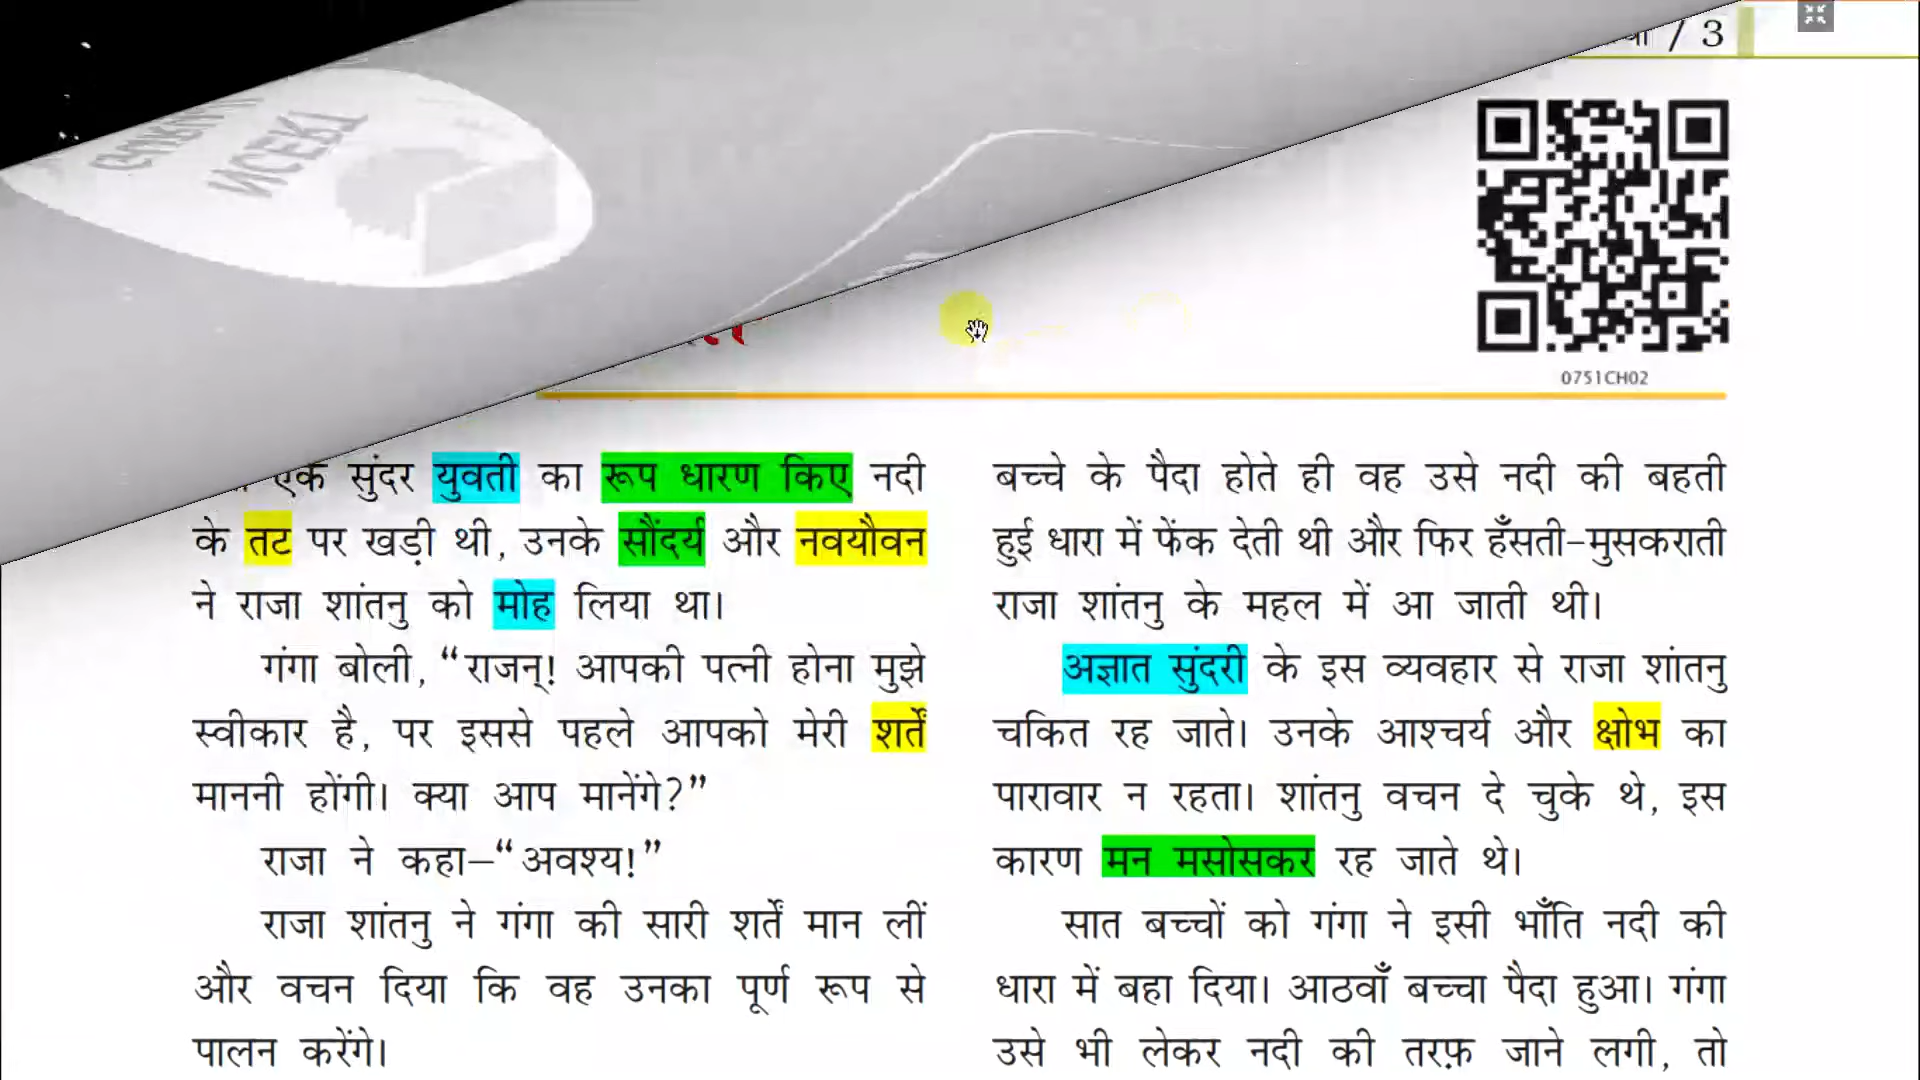 / 3
0751CH02
एक सुंदर युवती का रूप धारण किए नदी
के तट पर खड़ी थी, उनके सौंदर्य और नवयौवन
ने राजा शांतनु को मोह लिया था।
गंगा बोली, “राजन्! आपकी पत्नी होना मुझे
स्वीकार है, पर इससे पहले आपको मेरी शर्तें
माननी होंगी। क्या आप मानेंगे?”
राजा ने कहा–“अवश्य!”
राजा शांतनु ने गंगा की सारी शर्तें मान लीं
और वचन दिया कि वह उनका पूर्ण रूप से
पालन करेंगे।
बच्चे के पैदा होते ही वह उसे नदी की बहती
हुई धारा में फेंक देती थी और फिर हँसती-मुसकराती
राजा शांतनु के महल में आ जाती थी।
अज्ञात सुंदरी के इस व्यवहार से राजा शांतनु
चकित रह जाते। उनके आश्चर्य और क्षोभ का
पारावार न रहता। शांतनु वचन दे चुके थे, इस
कारण मन मसोसकर रह जाते थे।
सात बच्चों को गंगा ने इसी भाँति नदी की
धारा में बहा दिया। आठवाँ बच्चा पैदा हुआ। गंगा
उसे भी लेकर नदी की तरफ़ जाने लगी, तो